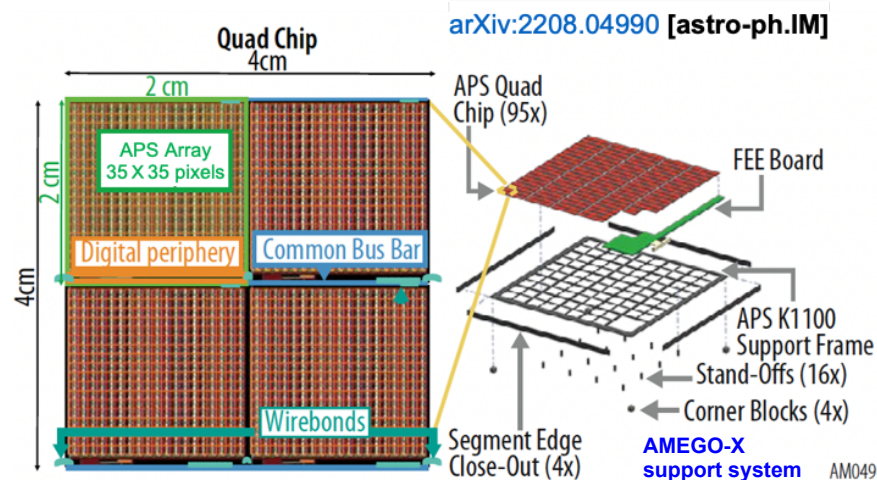 arXiv:2208.04990 [astro-ph.IM]
Quad Chip
4cm
2 cm
2 cm
4cm
APS Array
35 X 35 pixels
Digital periphery
Common Bus Bar
Wirebonds
APS Quad
Chip (95x)
FEE Board
APS K1100
Support Frame
Stand-Offs (16x)
Corner Blocks (4x)
Segment Edge
Close-Out (4x)
AMEGO-X
support system
AM049